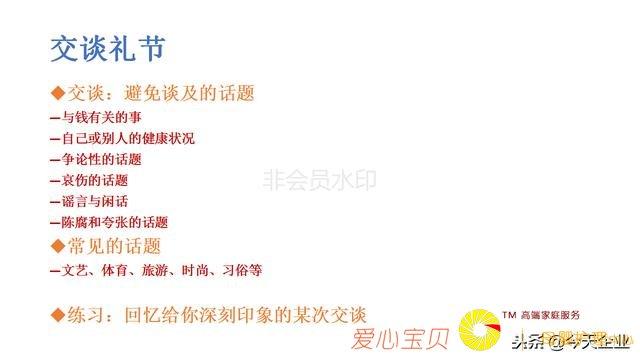 交谈礼节
◆交谈：避免谈及的话题
—与钱有关的事
—自己或别人的健康状况
—争论性的话题
—哀伤的话题
—谣言与闲话
—陈腐和夸张的话题
◆常见的话题
—文艺、体育、旅游、时尚、习俗等
◆练习：回忆给你深刻印象的某次交谈
非会员水印
爱心宝贝
TM 高端家庭服务
头条@今天企业